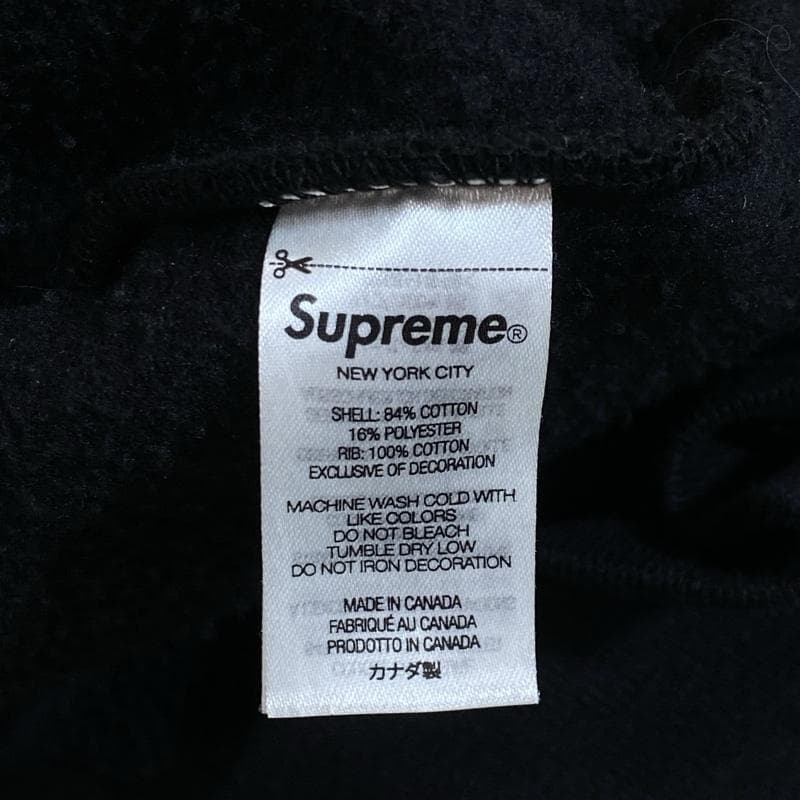 Supreme®
NEW YORK CITY
SHELL: 84% COTTON
16% POLYESTER
RIB: 100% COTTON
EXCLUSIVE OF DECORATION
MACHINE WASH COLD WITH
LIKE COLORS
DO NOT BLEACH
TUMBLE DRY LOW
DO NOT IRON DECORATION
MADE IN CANADA
FABRIQUÉ AU CANADA
PRODOTTO IN CANADA
カナダ製